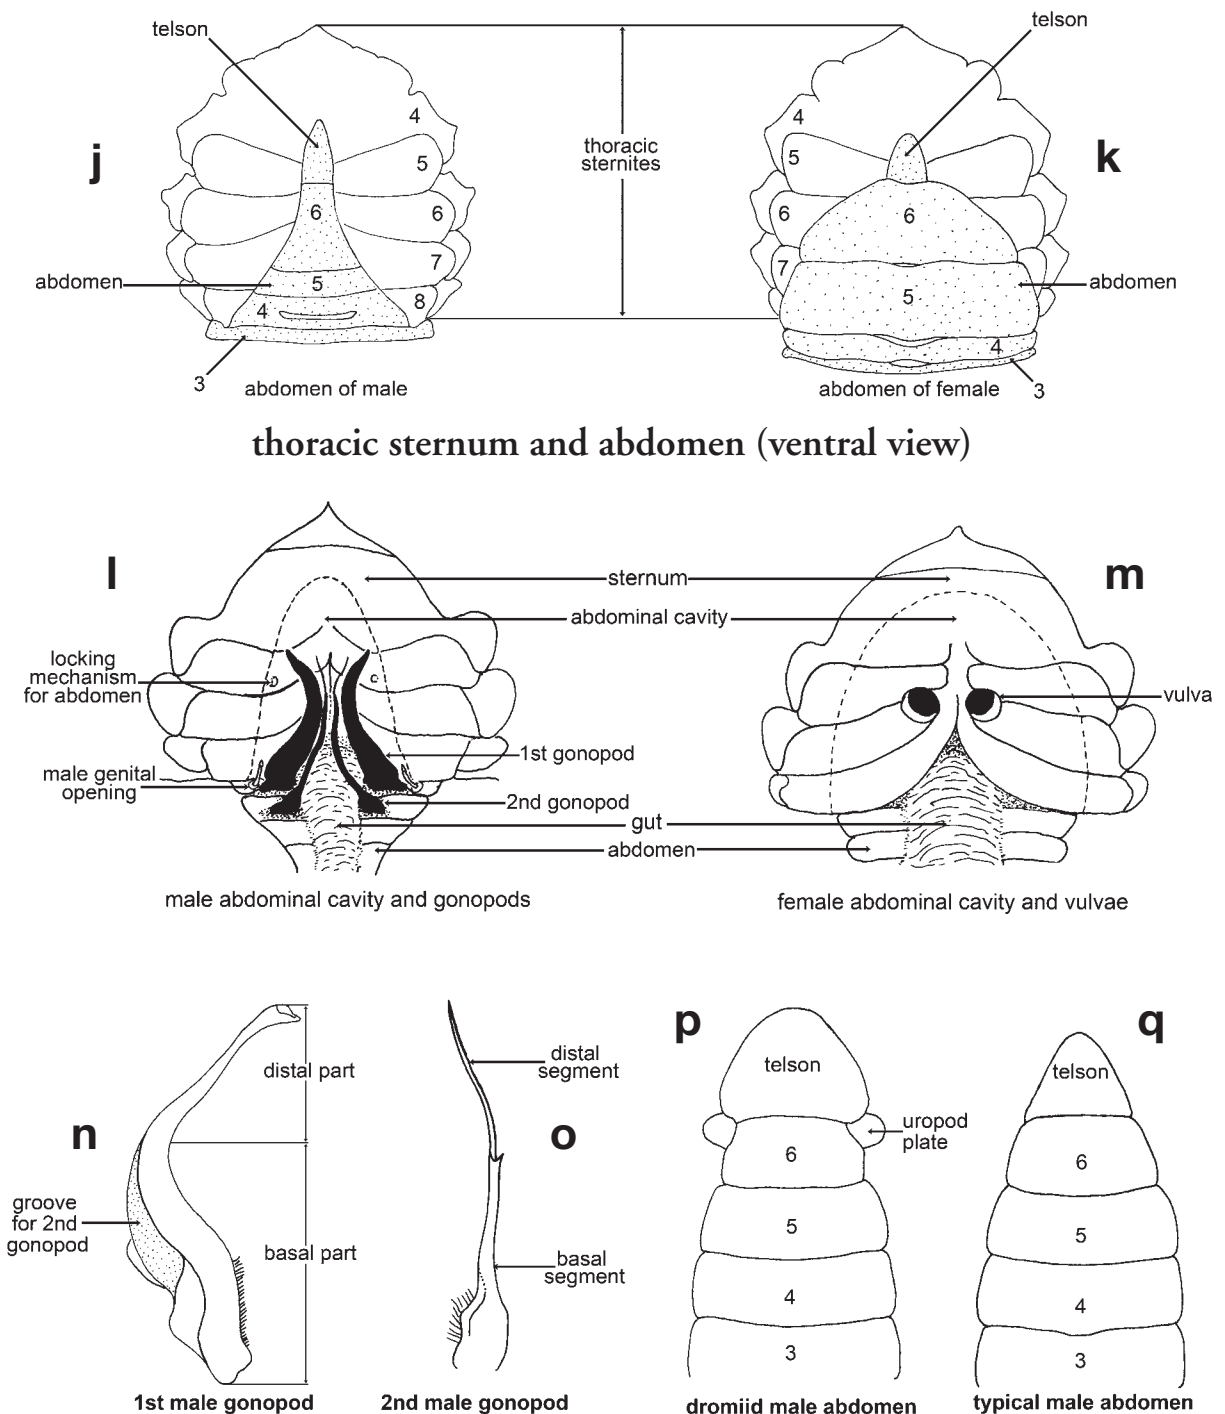 telson
telson
j
k
4
5
6
7
8
6
5
4
3
thoracic
sternites
4
5
6
7
6
5
4
3
abdomen
abdomen
abdomen of male
abdomen of female
thoracic sternum and abdomen (ventral view)
l
m
sternum
abdominal cavity
locking
mechanism
for abdomen
vulva
male genital
opening
1st gonopod
2nd gonopod
gut
abdomen
male abdominal cavity and gonopods
female abdominal cavity and vulvae
n
distal part
groove
for 2nd
gonopod
basal part
1st male gonopod
o
distal
segment
basal
segment
2nd male gonopod
p
telson
uropod
plate
6
5
4
3
dromiid male abdomen
q
telson
6
5
4
3
typical male abdomen